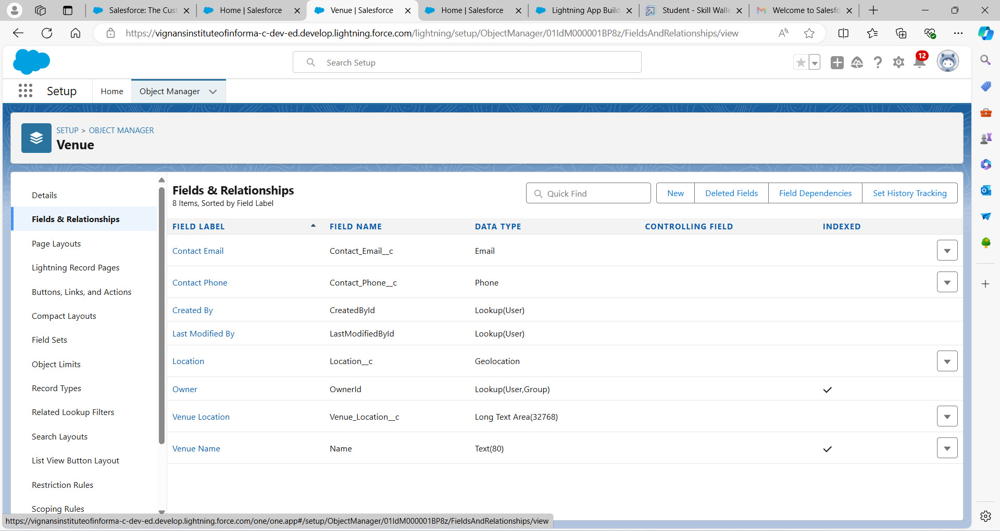 Salesforce: The Cust
Home | Salesforce
Venue | Salesforce
Home | Salesforce
Lightning App Build
Student - Skill Walle
Welcome to Salesfo
https://vignansinstituteofinforma-c-dev-ed.develop.lightning.force.com/lightning/setup/ObjectManager/01IdM000001BP8z/FieldsAndRelationships/view
Search Setup
12
Setup
Home
Object Manager
SETUP > OBJECT MANAGER
Venue
Details
Fields & Relationships
Page Layouts
Lightning Record Pages
Buttons, Links, and Actions
Compact Layouts
Field Sets
Object Limits
Record Types
Related Lookup Filters
Search Layouts
List View Button Layout
Restriction Rules
Scoping Rules
Fields & Relationships
8 Items, Sorted by Field Label
Quick Find
New
Deleted Fields
Field Dependencies
Set History Tracking
FIELD LABEL FIELD NAME DATA TYPE CONTROLLING FIELD INDEXED
Contact Email Contact_Email__c Email
Contact Phone Contact_Phone__c Phone
Created By CreatedById Lookup(User)
Last Modified By LastModifiedById Lookup(User)
Location Location__c Geolocation
Owner OwnerId Lookup(User,Group)
Venue Location Venue_Location__c Long Text Area(32768)
Venue Name Name Text(80)
https://vignansinstituteofinforma-c-dev-ed.develop.lightning.force.com/one/one.app#/setup/ObjectManager/01IdM000001BP8z/FieldsAndRelationships/view